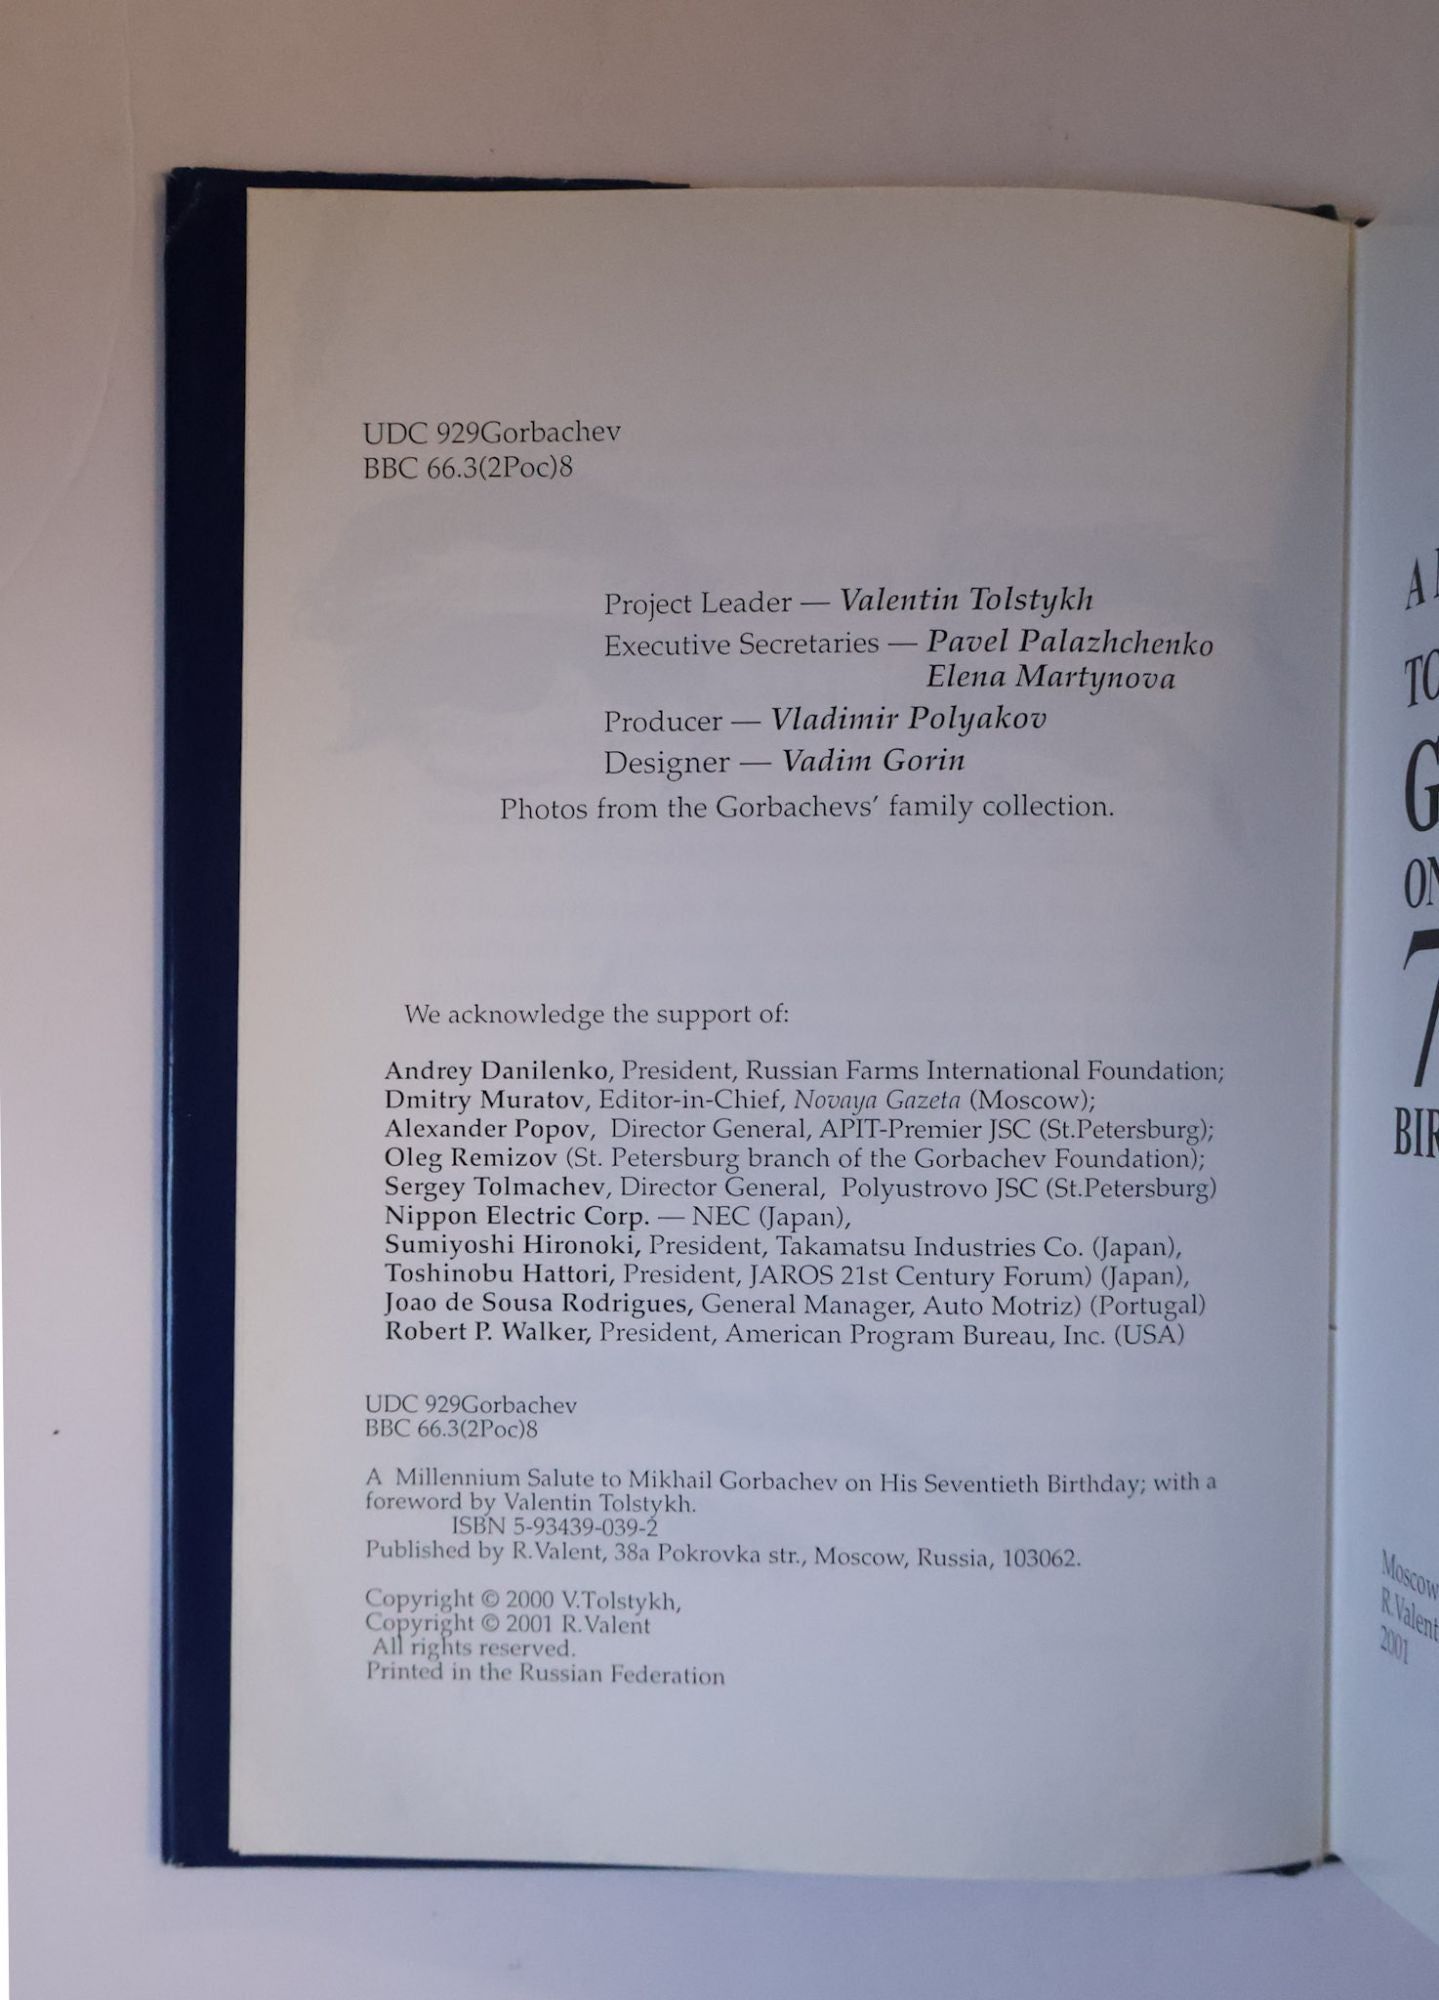 UDC 929Gorbachev
BBC 66.3(2Poc)8
Project Leader — Valentin Tolstykh
Executive Secretaries — Pavel Palazhchenko
Elena Martynova
Producer — Vladimir Polyakov
Designer — Vadim Gorin
Photos from the Gorbachevs’ family collection.
We acknowledge the support of:
Andrey Danilenko, President, Russian Farms International Foundation;
Dmitry Muratov, Editor-in-Chief, Novaya Gazeta (Moscow);
Alexander Popov, Director General, APIT-Premier JSC (St.Petersburg);
Oleg Remizov (St. Petersburg branch of the Gorbachev Foundation);
Sergey Tolmachev, Director General, Polyustrovo JSC (St.Petersburg)
Nippon Electric Corp. — NEC (Japan),
Sumiyoshi Hironoki, President, Takamatsu Industries Co. (Japan),
Toshinobu Hattori, President, JAROS 21st Century Forum) (Japan),
Joao de Sousa Rodrigues, General Manager, Auto Motriz) (Portugal)
Robert P. Walker, President, American Program Bureau, Inc. (USA)
UDC 929Gorbachev
BBC 66.3(2Poc)8
A Millennium Salute to Mikhail Gorbachev on His Seventieth Birthday; with a
foreword by Valentin Tolstykh.
ISBN 5-93439-039-2
Published by R.Valent, 38a Pokrovka str., Moscow, Russia, 103062.
Copyright © 2000 V.Tolstykh,
Copyright © 2001 R.Valent
All rights reserved.
Printed in the Russian Federation
A
TO
G
ON
7
BIR
Moscow
R.Valent
2001